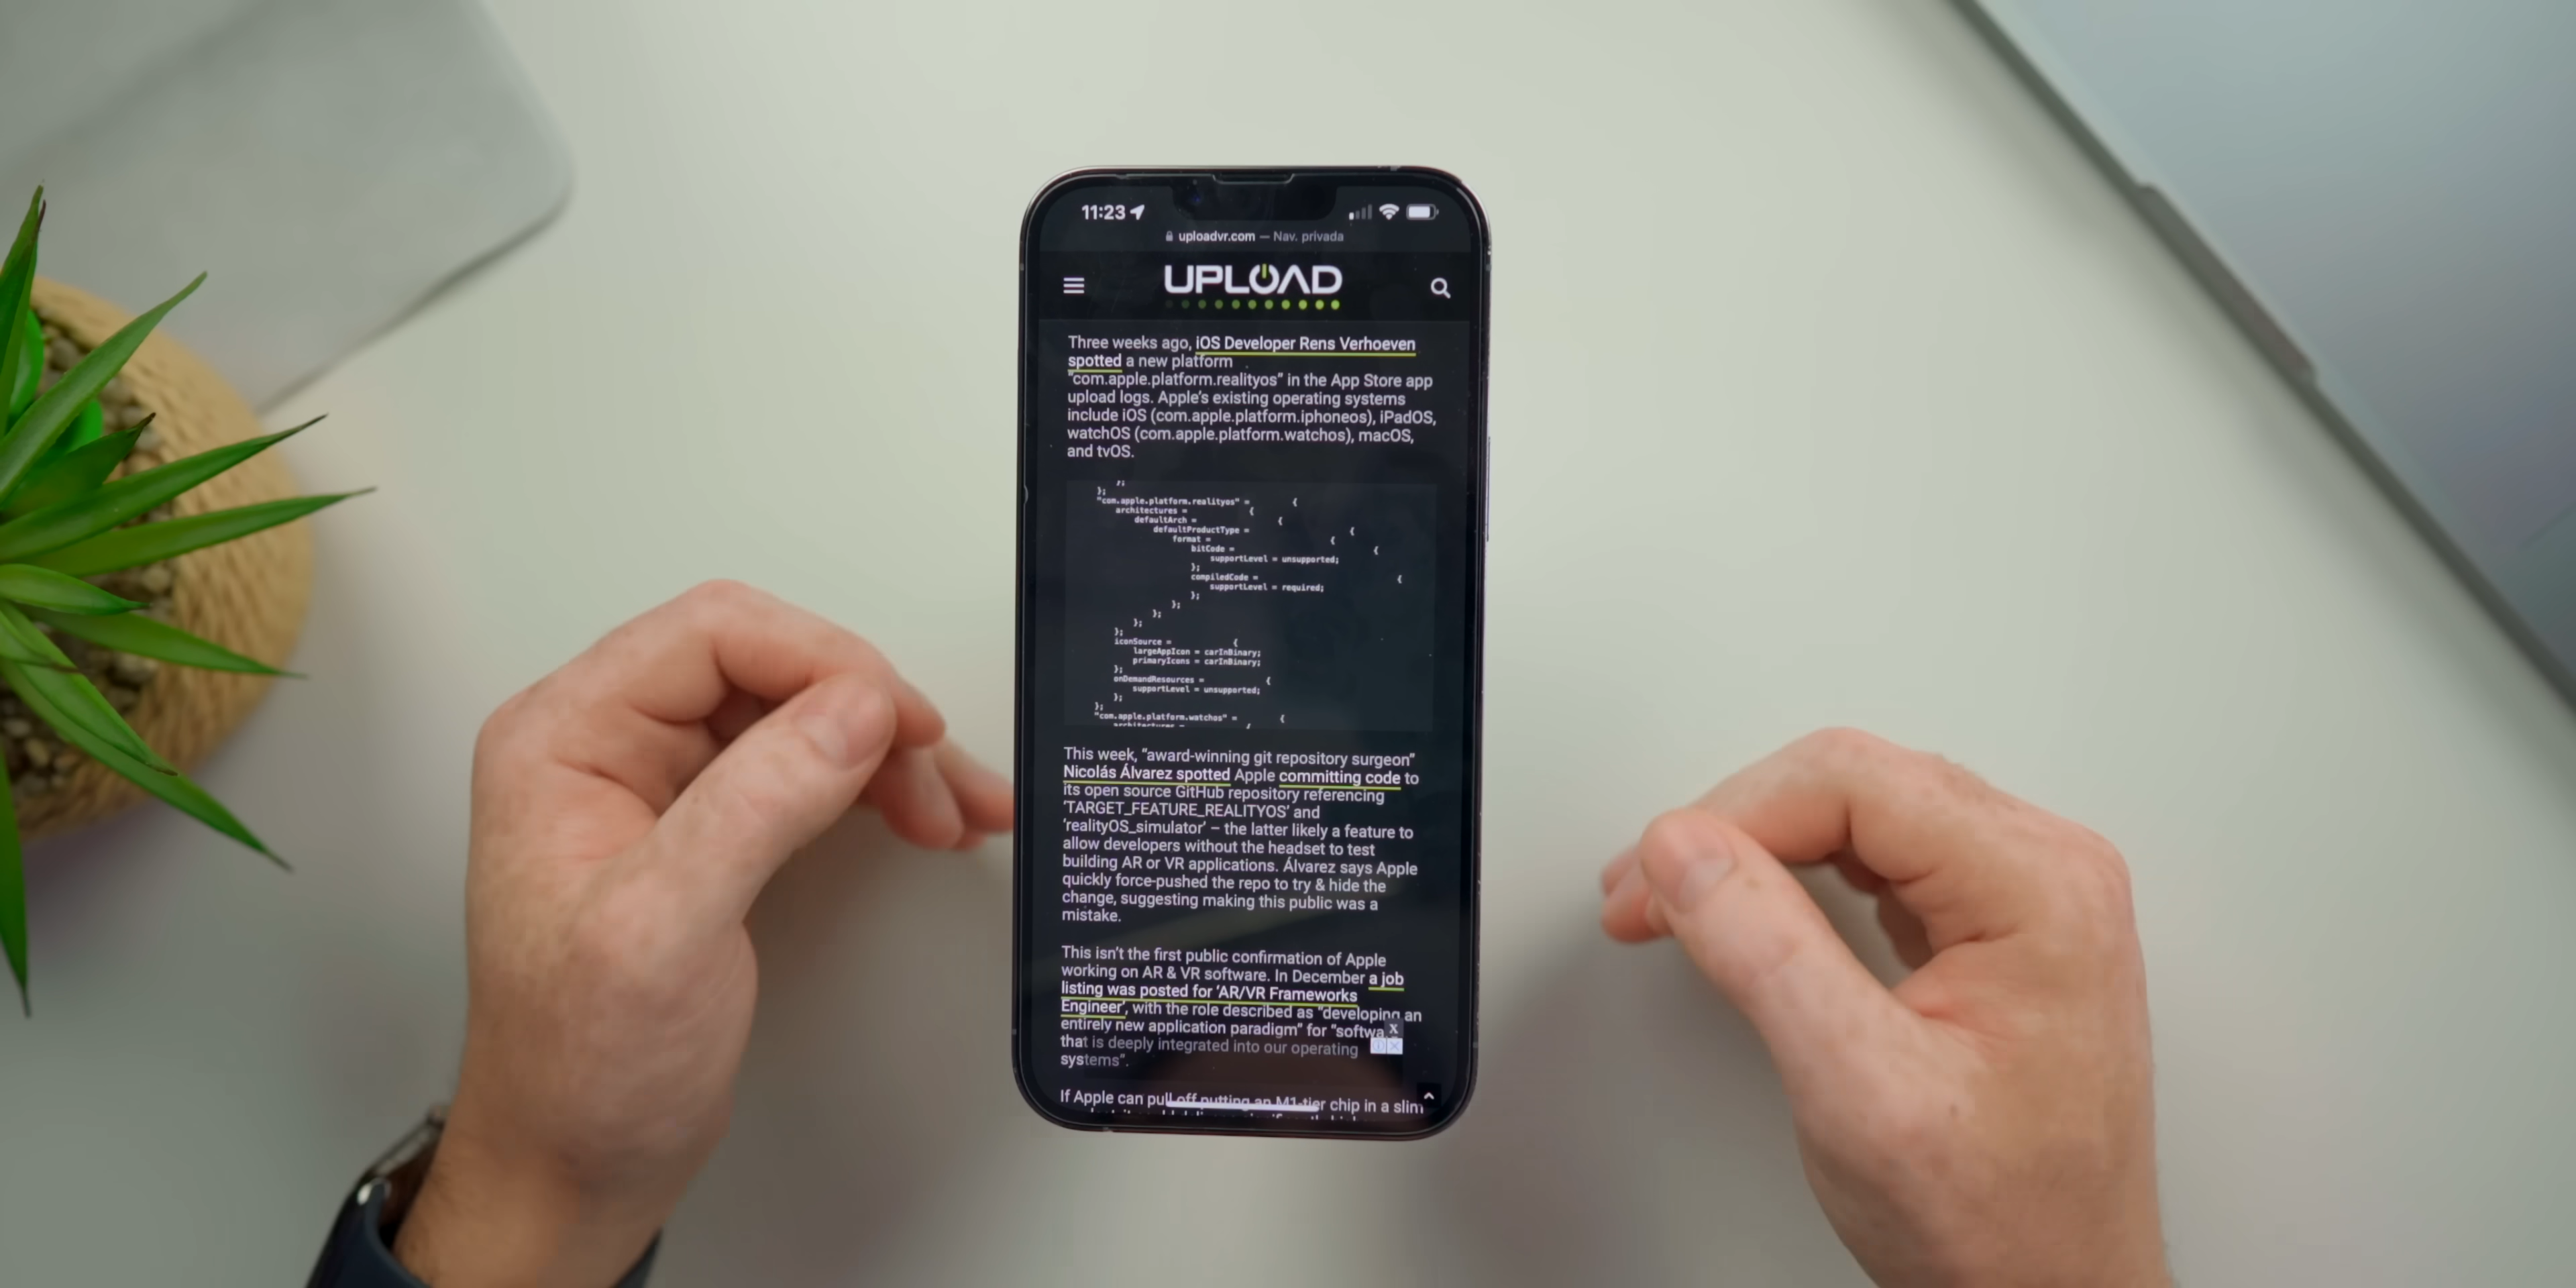 11:23
uploadvr.com — Nav. privada
UPLOAD
Three weeks ago, iOS Developer Rens Verhoeven
spotted a new platform
"com.apple.platform.realityos" in the App Store app
upload logs. Apple's existing operating systems
include iOS (com.apple.platform.iphoneos), iPadOS,
watchOS (com.apple.platform.watchos), macOS,
and tvOS.
};
};
"com.apple.platform.realityos" = {
architectures = {
defaultArch = {
defaultProductType = {
format = {
bitCode = {
supportLevel = unsupported;
};
compiledCode = {
supportLevel = required;
};
};
};
};
};
iconSource = {
largeAppIcon = carInBinary;
primaryIcons = carInBinary;
};
onDemandResources = {
supportLevel = unsupported;
};
};
"com.apple.platform.watchos" = {
architectures = {
This week, "award-winning git repository surgeon"
Nicolás Álvarez spotted Apple committing code to
its open source GitHub repository referencing
'TARGET_FEATURE_REALITYOS' and
'realityOS_simulator' – the latter likely a feature to
allow developers without the headset to test
building AR or VR applications. Álvarez says Apple
quickly force-pushed the repo to try & hide the
change, suggesting making this public was a
mistake.
This isn't the first public confirmation of Apple
working on AR & VR software. In December a job
listing was posted for 'AR/VR Frameworks
Engineer', with the role described as "developing an
entirely new application paradigm" for "softwa
X
that is deeply integrated into our operating
systems".
If Apple can pull off putting an M1-tier chip in a slim